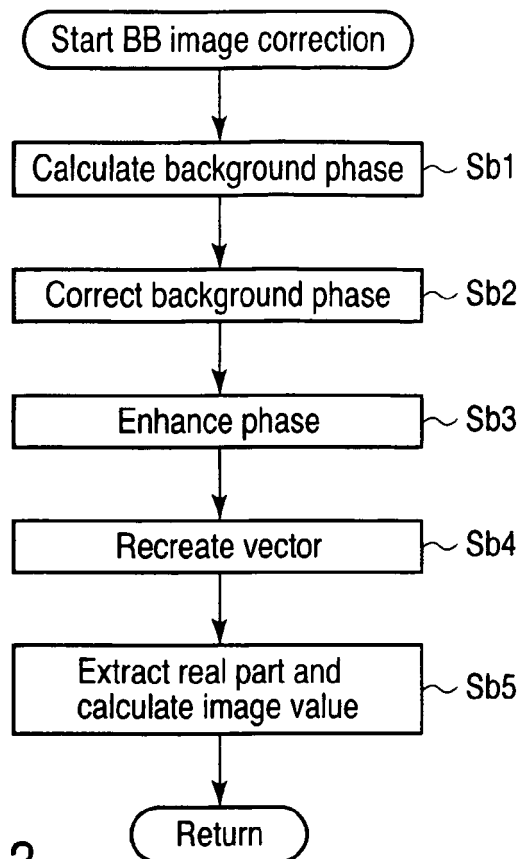 Start BB image correction
Calculate background phase ~ Sb1
Correct background phase ~ Sb2
Enhance phase ~ Sb3
Recreate vector ~ Sb4
Extract real part and
calculate image value ~ Sb5
Return